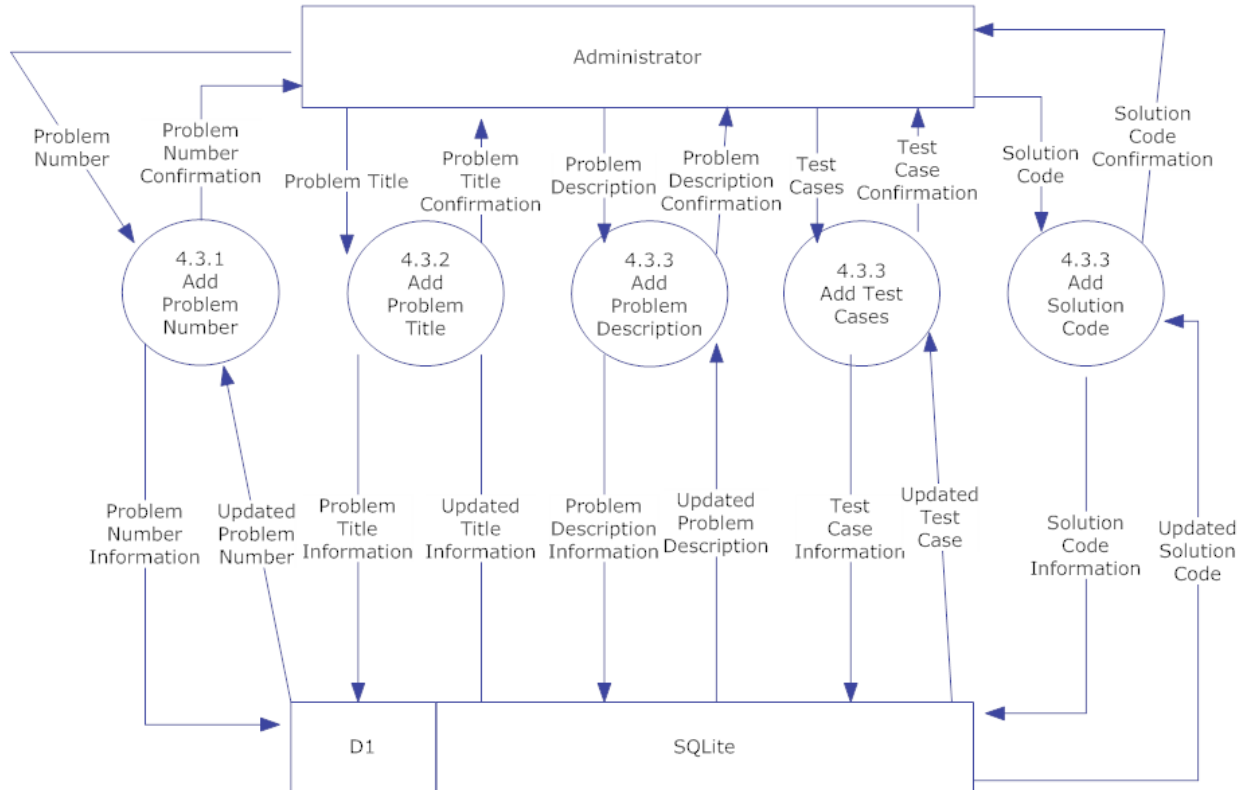 Administrator
Problem
Number
Problem
Number
Confirmation
Problem Title
Problem
Title
Confirmation
Problem
Description
Problem
Description
Confirmation
Test
Cases
Test
Case
Confirmation
Solution
Code
Solution
Code
Confirmation
4.3.1
Add
Problem
Number
4.3.2
Add
Problem
Title
4.3.3
Add
Problem
Description
4.3.3
Add Test
Cases
4.3.3
Add
Solution
Code
Problem
Number
Information
Updated
Problem
Number
Problem
Title
Information
Updated
Title
Information
Problem
Description
Information
Updated
Problem
Description
Test
Case
Information
Updated
Test
Case
Solution
Code
Information
Updated
Solution
Code
D1
SQLite